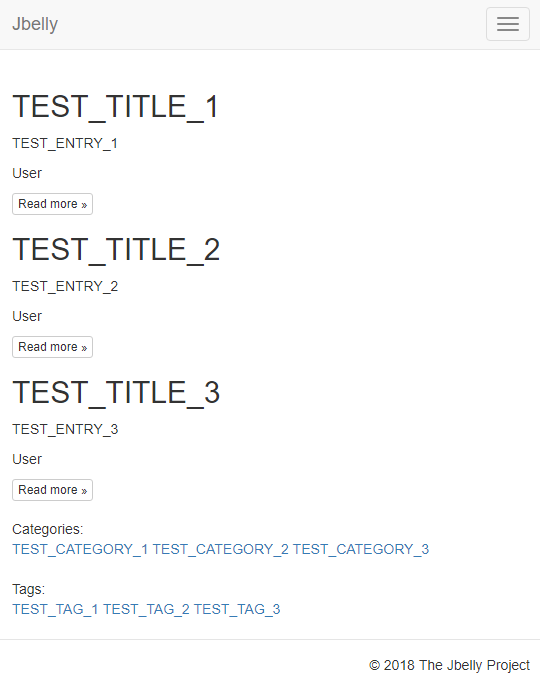 Jbelly
TEST_TITLE_1
TEST_ENTRY_1
User
Read more »
TEST_TITLE_2
TEST_ENTRY_2
User
Read more »
TEST_TITLE_3
TEST_ENTRY_3
User
Read more »
Categories:
TEST_CATEGORY_1 TEST_CATEGORY_2 TEST_CATEGORY_3
Tags:
TEST_TAG_1 TEST_TAG_2 TEST_TAG_3
© 2018 The Jbelly Project